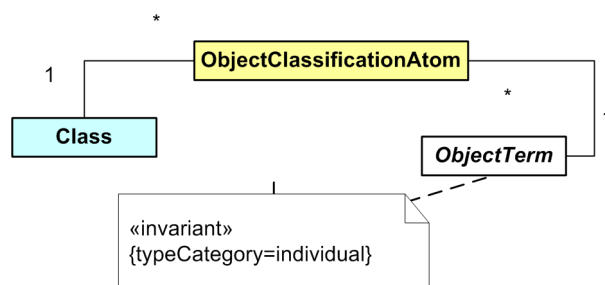 *
ObjectClassificationAtom
1
*
Class
ObjectTerm
«invariant»
{typeCategory=individual}